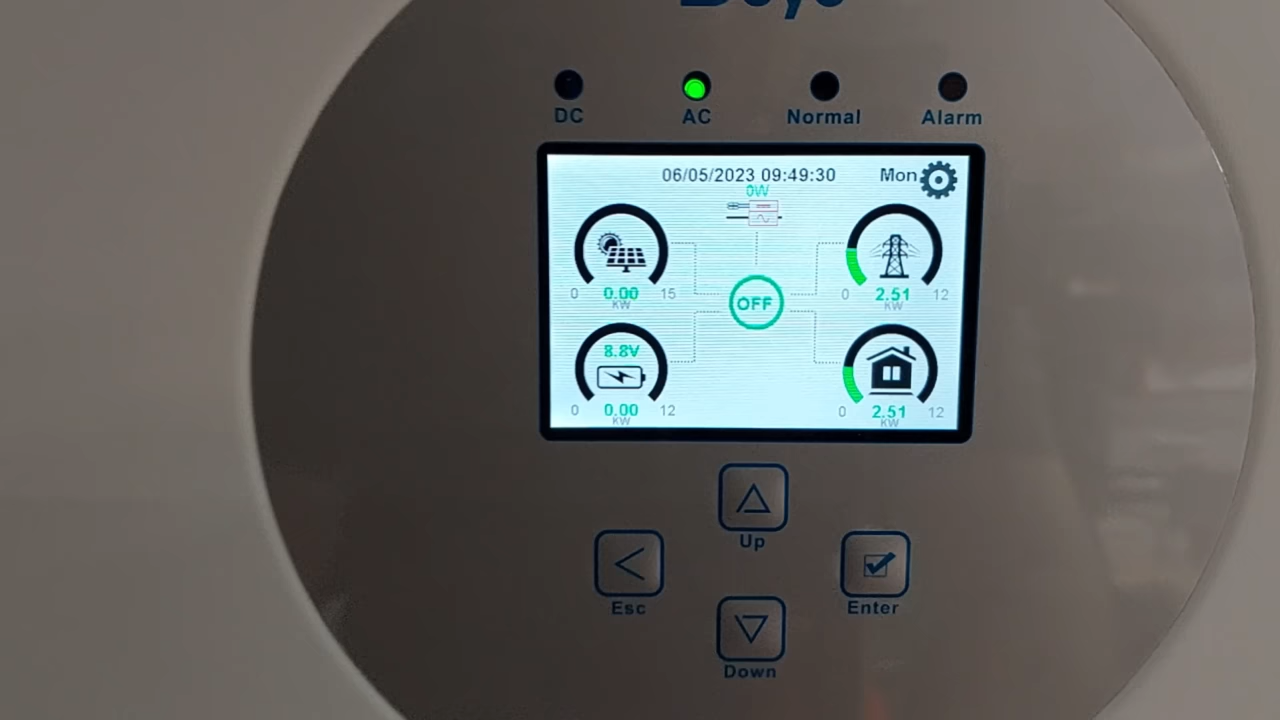 DC AC Normal Alarm
06/05/2023 09:49:30 Mon
0W
0 0.00 15
KW
0 2.51 12
KW
OFF
8.8V
0 0.00 12
KW
0 2.51 12
KW
Up
Esc
Enter
Down